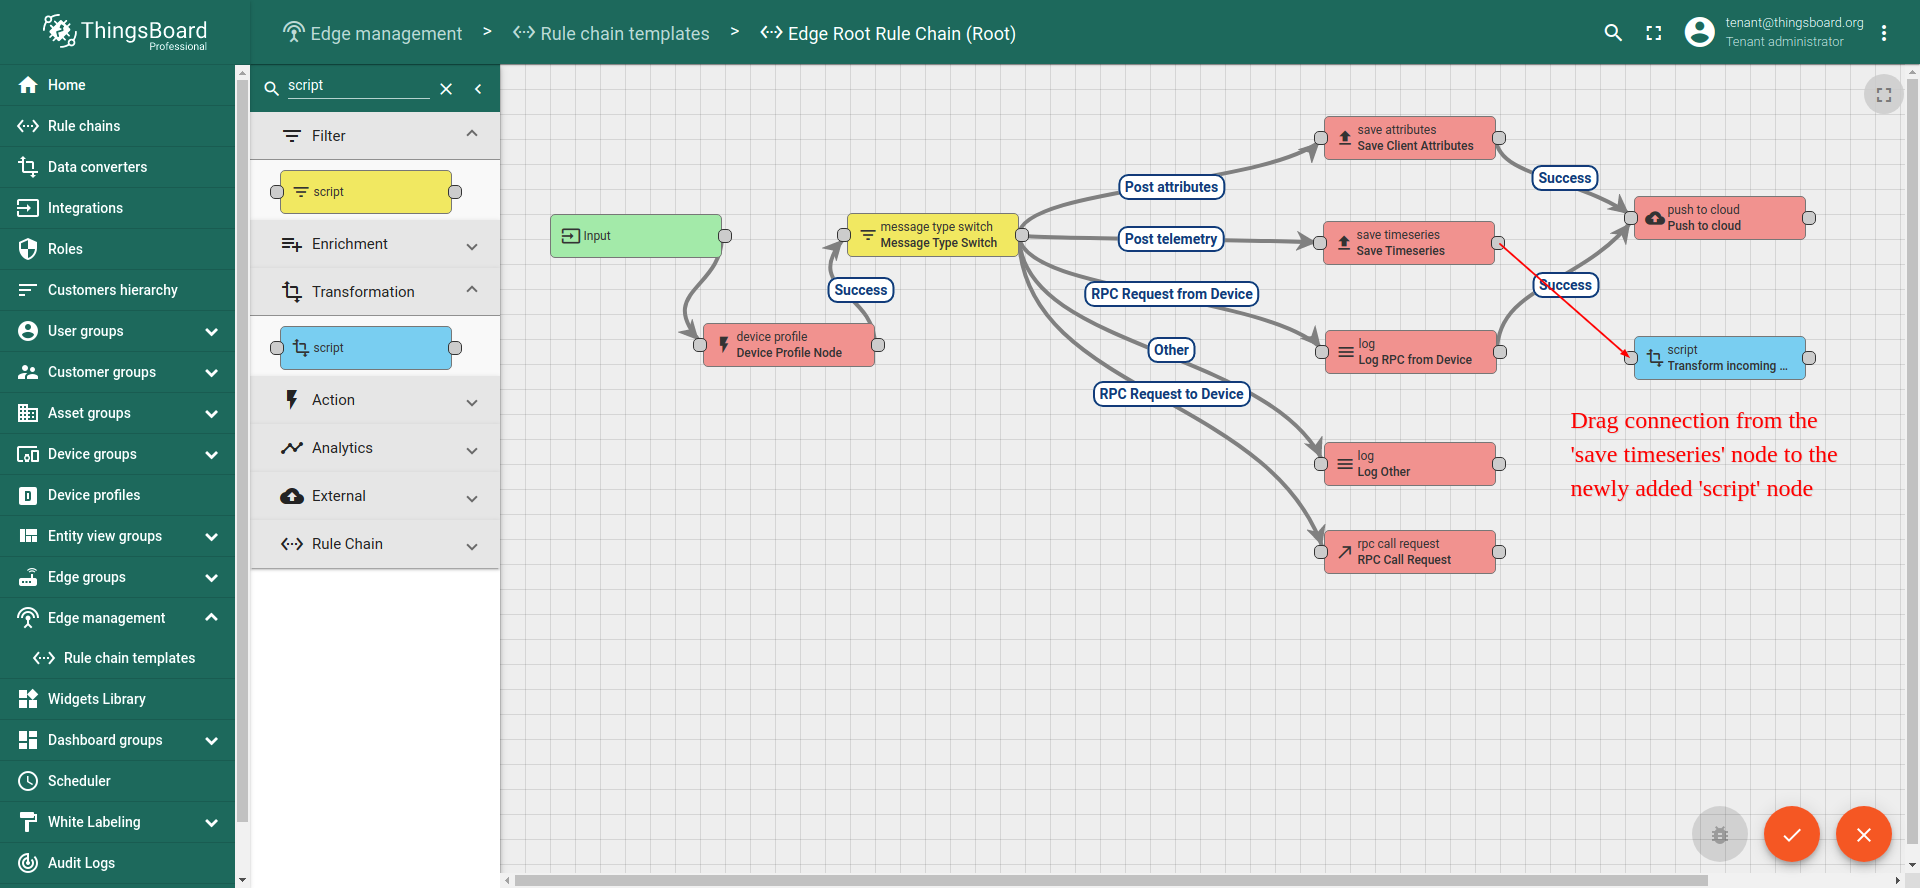 ThingsBoard
Professional
Edge management > Rule chain templates > Edge Root Rule Chain (Root)
tenant@thingsboard.org
Tenant administrator
Home
Rule chains
Data converters
Integrations
Roles
Customers hierarchy
User groups
Customer groups
Asset groups
Device groups
Device profiles
Entity view groups
Edge groups
Edge management
Rule chain templates
Widgets Library
Dashboard groups
Scheduler
White Labeling
Audit Logs
script
Filter
script
Enrichment
Transformation
script
Action
Analytics
External
Rule Chain
Input
device profile
Device Profile Node
Success
message type switch
Message Type Switch
Post attributes
Post telemetry
RPC Request from Device
Other
RPC Request to Device
save attributes
Save Client Attributes
save timeseries
Save Timeseries
log
Log RPC from Device
log
Log Other
rpc call request
RPC Call Request
Success
Success
push to cloud
Push to cloud
script
Transform incoming ...
Drag connection from the
'save timeseries' node to the
newly added 'script' node